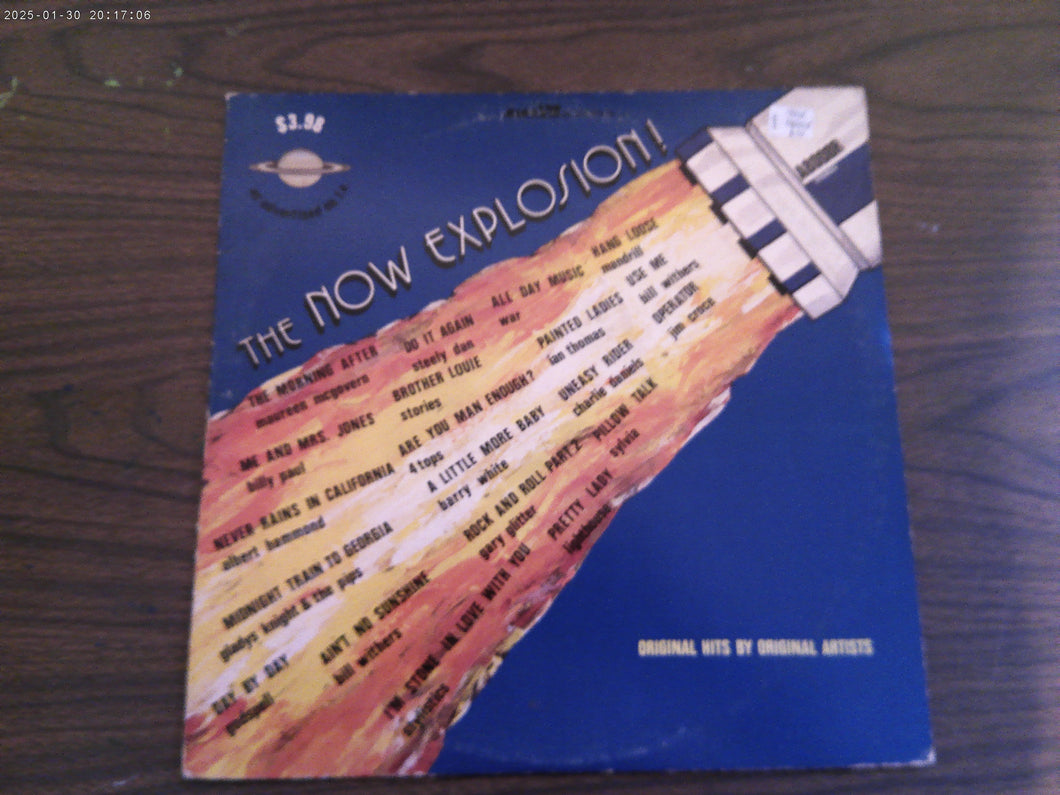 2025-01-30 20:17:06
$3.98
as advertised on t.v.
THE NOW EXPLOSION!
THE MORNING AFTER
maureen mcgovern
DO IT AGAIN
steely dan
ALL DAY MUSIC
war
HANG LOOSE
mandrill
ME AND MRS. JONES
billy paul
BROTHER LOUIE
stories
PAINTED LADIES
ian thomas
USE ME
bill withers
NEVER RAINS IN CALIFORNIA
albert hammond
ARE YOU MAN ENOUGH?
4 tops
UNEASY RIDER
charlie daniels
OPERATOR
jim croce
MIDNIGHT TRAIN TO GEORGIA
gladys knight & the pips
A LITTLE MORE BABY
barry white
ROCK AND ROLL PART 2
gary glitter
PILLOW TALK
sylvia
DAY BY DAY
godspell
AIN'T NO SUNSHINE
bill withers
I'M STONE IN LOVE WITH YOU
stylistics
PRETTY LADY
lighthouse
ORIGINAL HITS BY ORIGINAL ARTISTS